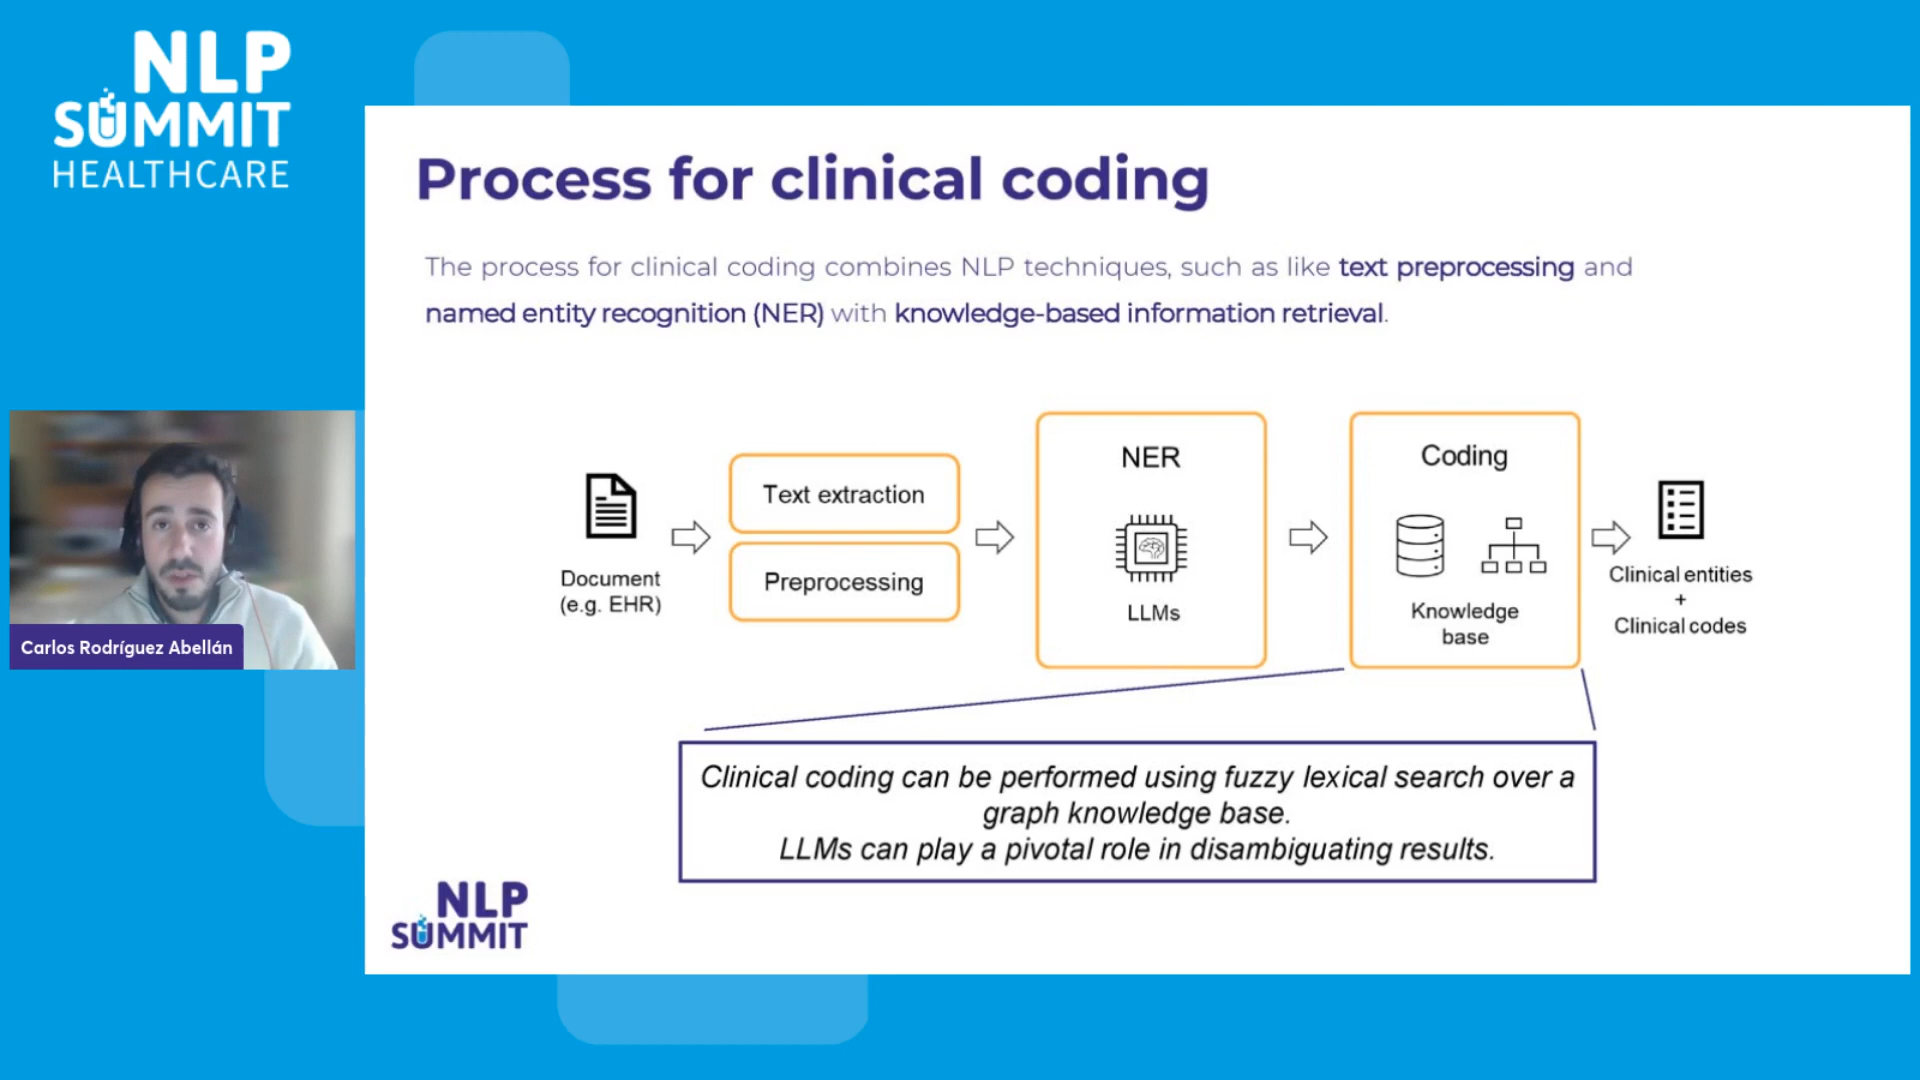 NLP
SUMMIT
HEALTHCARE
Process for clinical coding
The process for clinical coding combines NLP techniques, such as like text preprocessing and
named entity recognition (NER) with knowledge-based information retrieval.
Document
(e.g. EHR)
Text extraction
Preprocessing
NER
LLMs
Coding
Knowledge
base
Clinical entities
+
Clinical codes
Carlos Rodríguez Abellán
Clinical coding can be performed using fuzzy lexical search over a
graph knowledge base.
LLMs can play a pivotal role in disambiguating results.
NLP
SUMMIT